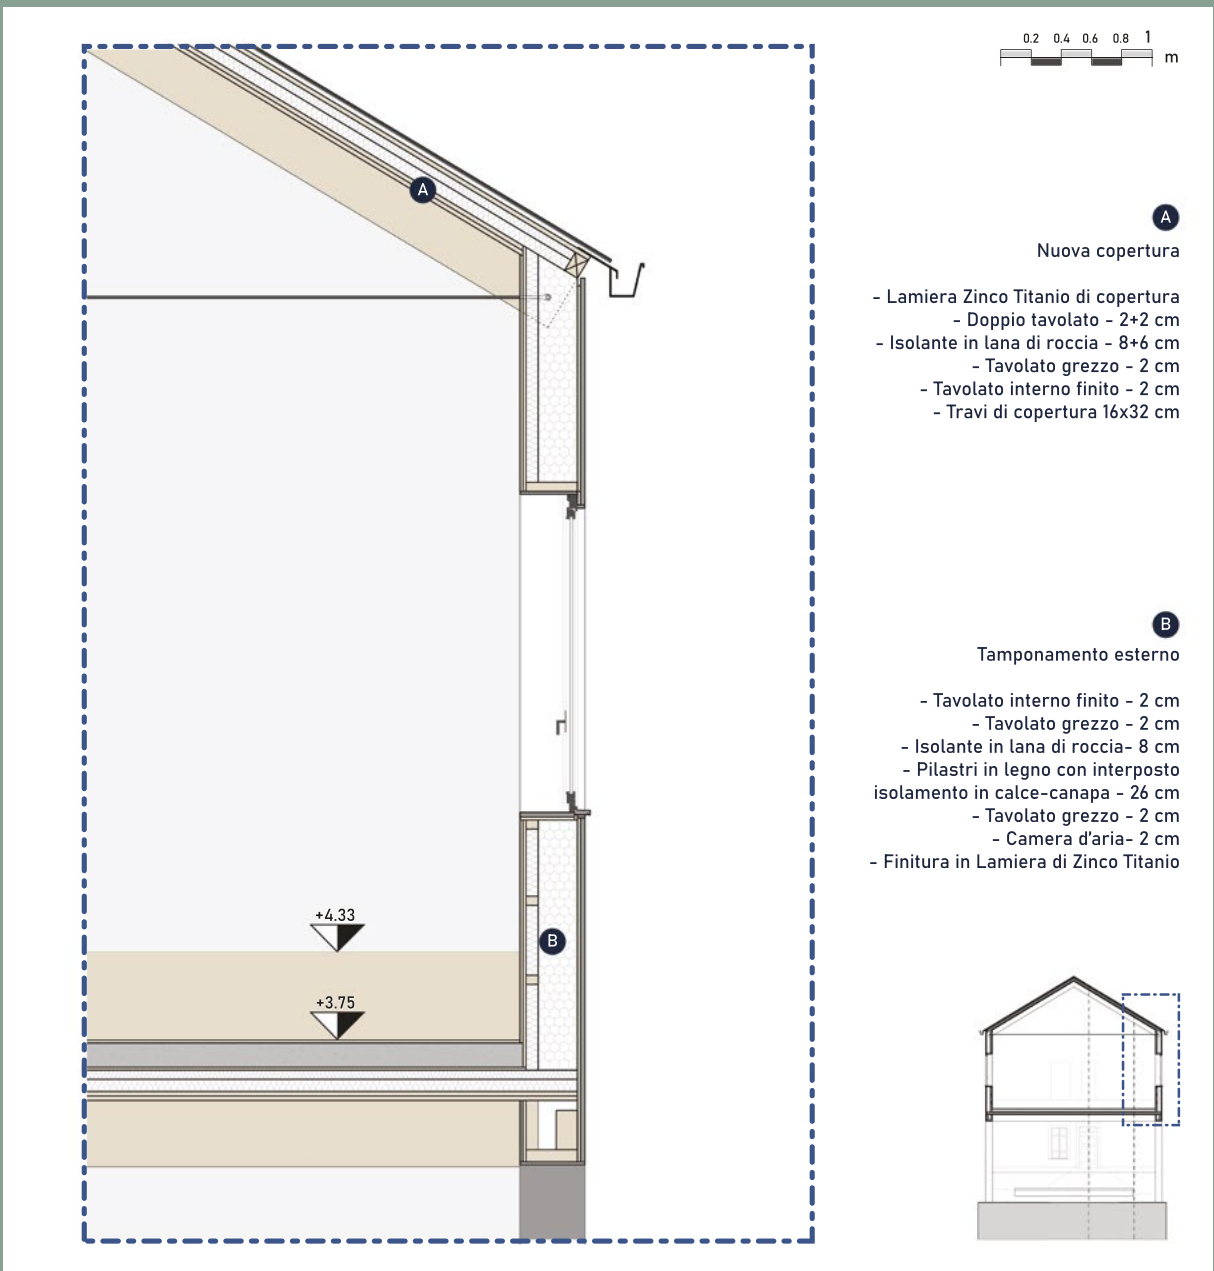 0.2 0.4 0.6 0.8 1
m
A
A
Nuova copertura
- Lamiera Zinco Titanio di copertura
- Doppio tavolato - 2+2 cm
- Isolante in lana di roccia - 8+6 cm
- Tavolato grezzo - 2 cm
- Tavolato interno finito - 2 cm
- Travi di copertura 16x32 cm
B
Tamponamento esterno
- Tavolato interno finito - 2 cm
- Tavolato grezzo - 2 cm
- Isolante in lana di roccia- 8 cm
- Pilastri in legno con interposto
isolamento in calce-canapa - 26 cm
- Tavolato grezzo - 2 cm
- Camera d'aria- 2 cm
- Finitura in Lamiera di Zinco Titanio
+4.33
B
+3.75